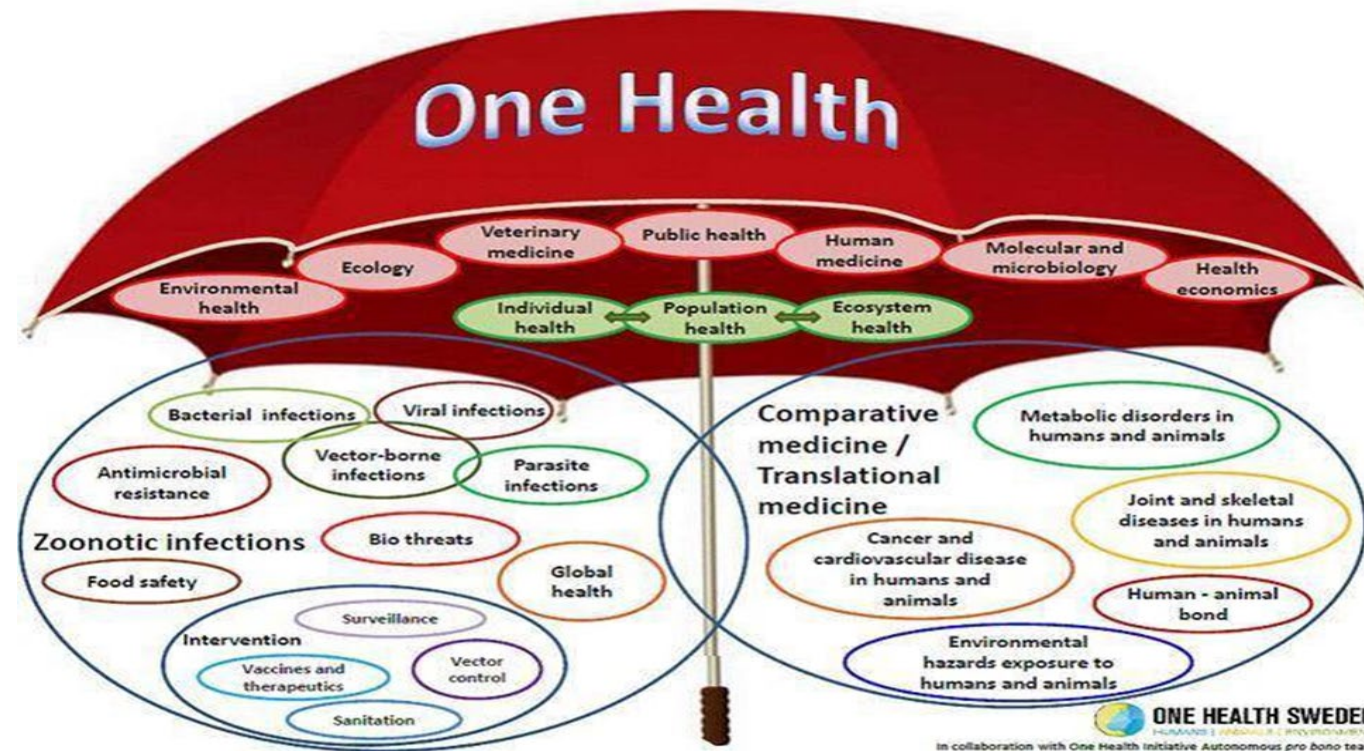 One Health
Veterinary
medicine
Public health
Human
medicine
Molecular and
microbiology
Ecology
Health
economics
Environmental
health
Individual
health
Population
health
Ecosystem
health
Bacterial infections
Viral infections
Vector-borne
infections
Parasite
infections
Antimicrobial
resistance
Zoonotic infections
Bio threats
Food safety
Global
health
Intervention
Surveillance
Vaccines and
therapeutics
Vector
control
Sanitation
Comparative
medicine /
Translational
medicine
Metabolic disorders in
humans and animals
Joint and skeletal
diseases in humans
and animals
Cancer and
cardiovascular disease
in humans and
animals
Human - animal
bond
Environmental
hazards exposure to
humans and animals
ONE HEALTH SWEDEN
HUMANS | ANIMALS | ENVIRONMENT
In collaboration with One Health Initiative Autonomous pro bono